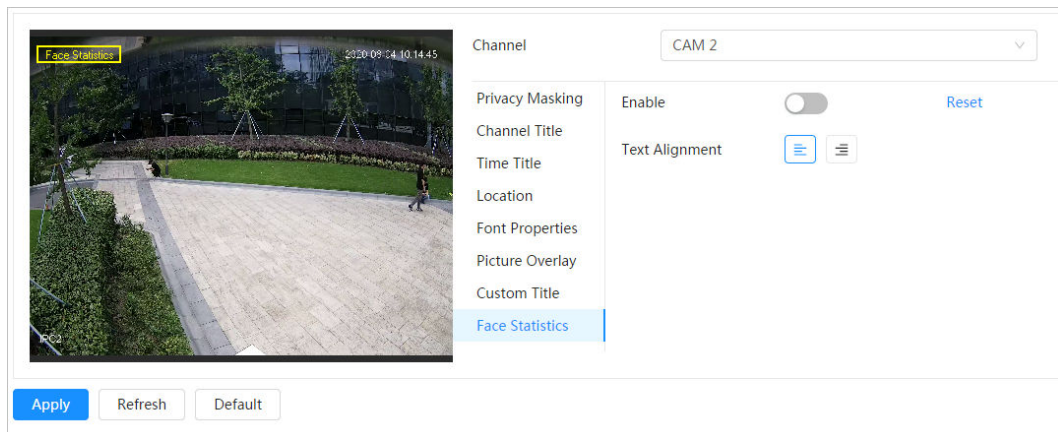 Face Statistics
2020-09-04 10:14:45
IPC2
Channel
CAM 2
Privacy Masking
Channel Title
Time Title
Location
Font Properties
Picture Overlay
Custom Title
Face Statistics
Enable
Reset
Text Alignment
Apply
Refresh
Default